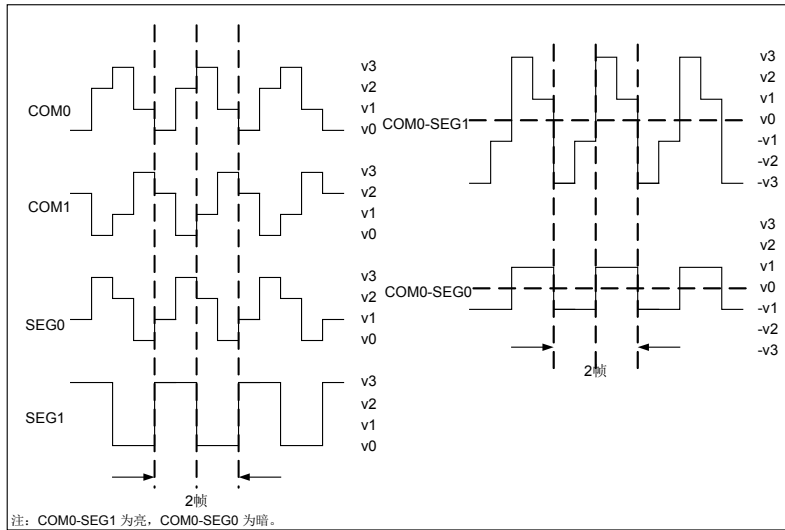 COM0
v3
v2
v1
v0
COM1
v3
v2
v1
v0
SEG0
v3
v2
v1
v0
SEG1
v3
v2
v1
v0
2帧
COM0-SEG1
v3
v2
v1
v0
-v1
-v2
-v3
COM0-SEG0
v3
v2
v1
v0
-v1
-v2
-v3
2帧
注：COM0-SEG1 为亮，COM0-SEG0 为暗。